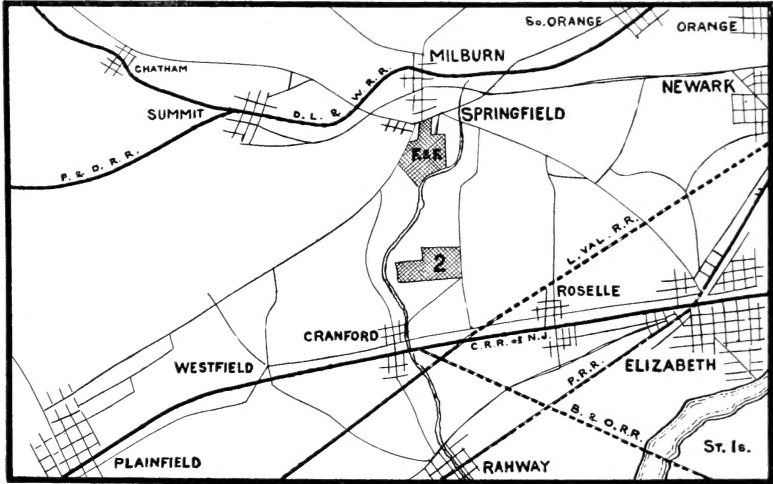 So. ORANGE
ORANGE
MILBURN
CHATHAM
NEWARK
SUMMIT
D. L. & W. R. R.
SPRINGFIELD
P. & D. R. R.
2
L. VAL. R. R.
ROSELLE
CRANFORD
C. R. R. of N. J.
WESTFIELD
P. R. R.
ELIZABETH
B. & O. R. R.
ST. IS.
PLAINFIELD
RAHWAY